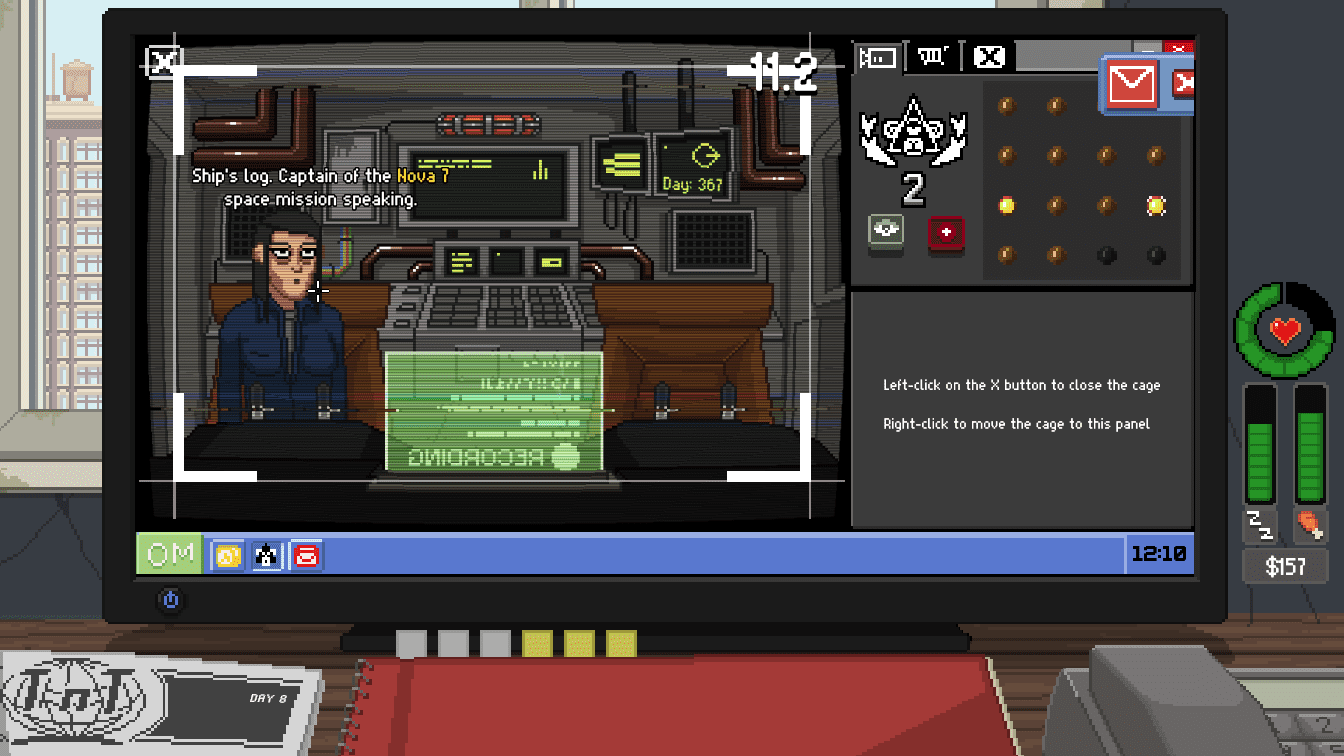 11.2
Ship's log. Captain of the Nova 7
space mission speaking.
Day: 367
2
Left-click on the X button to close the cage
Right-click to move the cage to this panel
RECORDING
OM
12:10
$157
TnT
DAY 8
2